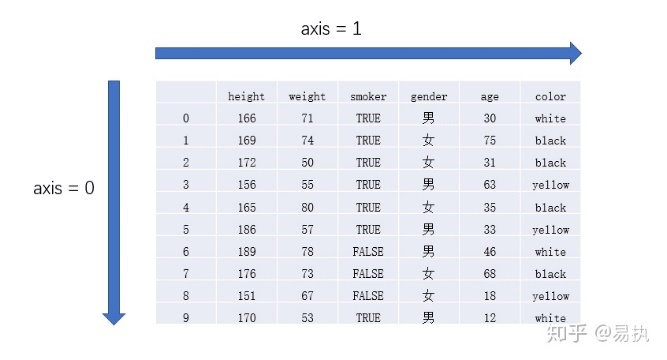 axis = 1
axis = 0
height weight smoker gender age color
0 166 71 TRUE 男 30 white
1 169 74 TRUE 女 75 black
2 172 50 TRUE 女 31 black
3 156 55 TRUE 男 63 yellow
4 165 80 TRUE 女 35 black
5 186 57 TRUE 男 33 yellow
6 189 78 FALSE 男 46 white
7 176 73 FALSE 女 68 black
8 151 67 FALSE 女 18 yellow
9 170 53 TRUE 男 12 white
知乎 @易执